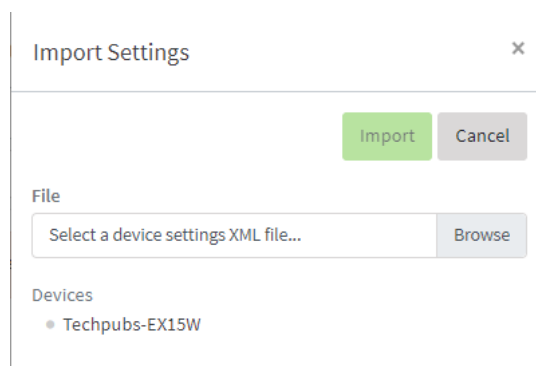 Import Settings
×
Import Cancel
File
Select a device settings XML file... Browse
Devices
Techpubs-EX15W